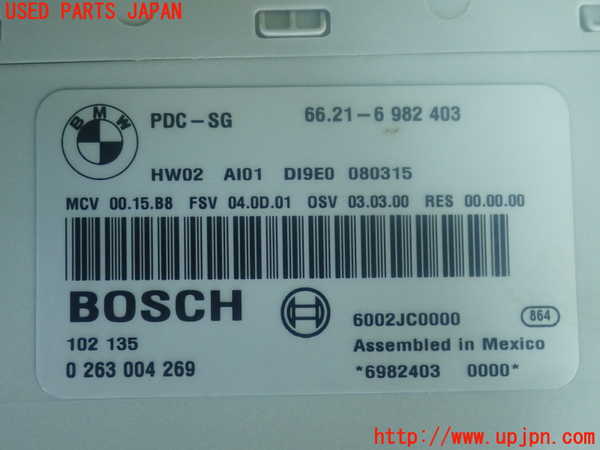 USED PARTS JAPAN
BMW
PDC-SG 66.21-6 982 403
HW02 AI01 DI9E0 080315
MCV 00.15.B8 FSV 04.0D.01 OSV 03.03.00 RES 00.00.00
BOSCH
6002JC0000 864
102 135 Assembled in Mexico
0 263 004 269 *6982403 0000*
http://www.upjpn.com/